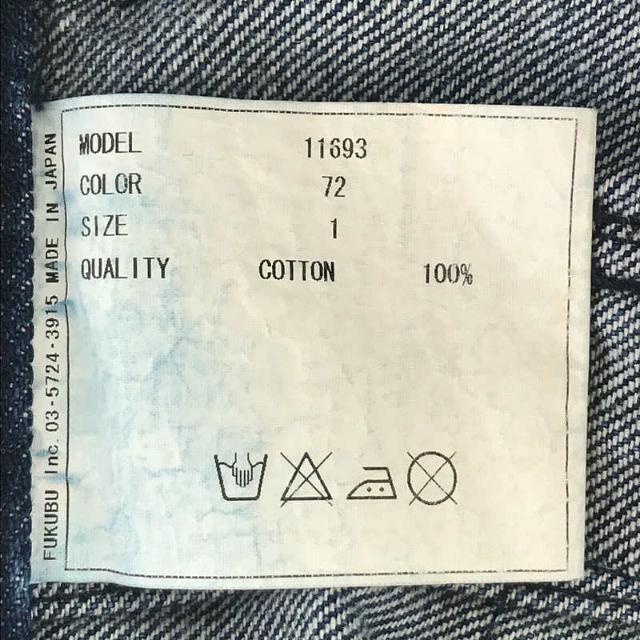 MODEL 11693
COLOR 72
SIZE 1
QUALITY COTTON 100%
FUKUBU Inc. 03-5724-3915 MADE IN JAPAN